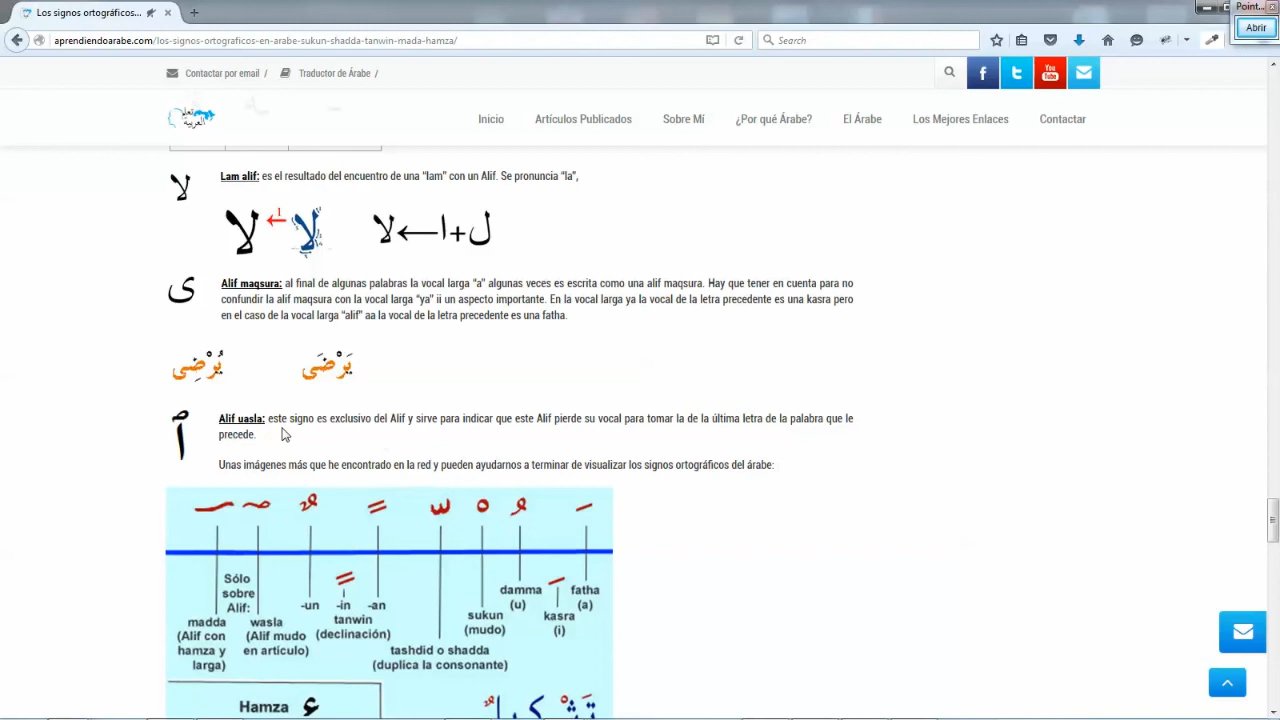 Los signos ortográficos...
Point...
Abrir
aprendiendoarabe.com/los-signos-ortograficos-en-arabe-sukun-shadda-tanwin-mada-hamza/
Search
Contactar por email /
Traductor de Árabe /
You
Tube
Inicio
Artículos Publicados
Sobre Mí
¿Por qué Árabe?
El Árabe
Los Mejores Enlaces
Contactar
لا
Lam alif: es el resultado del encuentro de una “lam” con un Alif. Se pronuncia “la”,
لا ← 1 لا
ل+ا←لا
ى
Alif maqsura: al final de algunas palabras la vocal larga “a” algunas veces es escrita como una alif maqsura. Hay que tener en cuenta para no
confundir la alif maqsura con la vocal larga “ya” ii un aspecto importante. En la vocal larga ya la vocal de la letra precedente es una kasra pero
en el caso de la vocal larga “alif” aa la vocal de la letra precedente es una fatha.
يُرْضِى
يَرْضَى
ٱ
Alif uasla: este signo es exclusivo del Alif y sirve para indicar que este Alif pierde su vocal para tomar la de la última letra de la palabra que le
precede.
Unas imágenes más que he encontrado en la red y pueden ayudarnos a terminar de visualizar los signos ortográficos del árabe:
Sólo
sobre
Alif:
madda
(Alif con
hamza y
larga)
wasla
(Alif mudo
en artículo)
-un
-in
-an
tanwin
(declinación)
tashdid o shadda
(duplica la consonante)
sukun
(mudo)
damma
(u)
kasra
(i)
fatha
(a)
Hamza ء